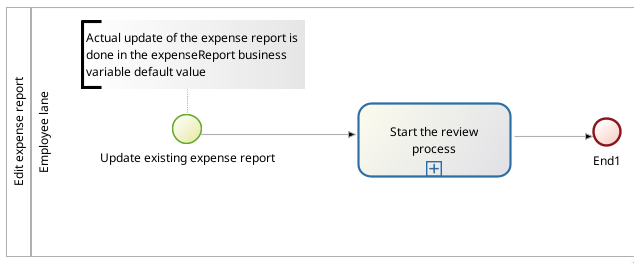 Edit expense report
Employee lane
Actual update of the expense report is
done in the expenseReport business
variable default value
Update existing expense report
Start the review
process
End1